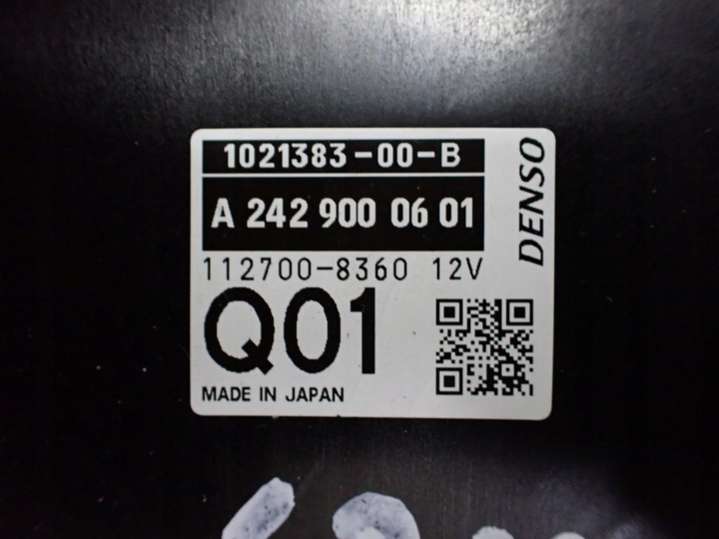 1021383-00-B
A 242 900 06 01
112700-8360 12V
Q01
MADE IN JAPAN
DENSO